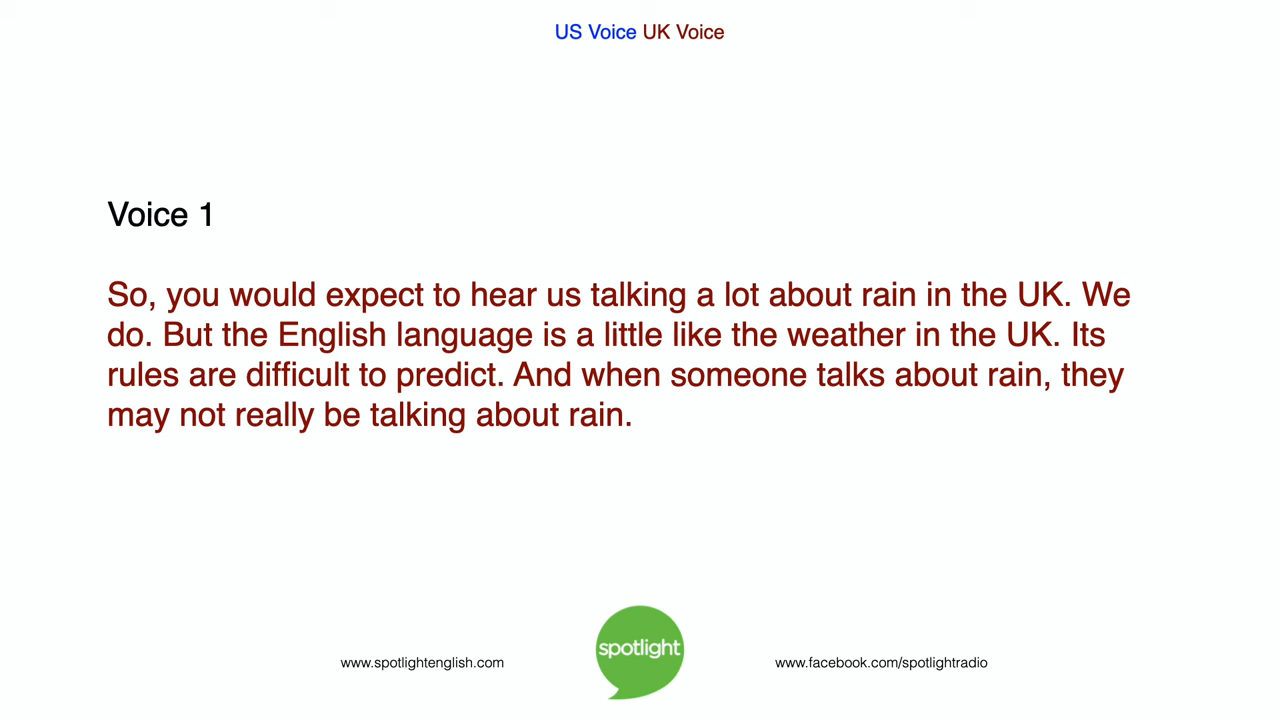 US Voice UK Voice
Voice 1
So, you would expect to hear us talking a lot about rain in the UK. We
do. But the English language is a little like the weather in the UK. Its
rules are difficult to predict. And when someone talks about rain, they
may not really be talking about rain.
spotlight
www.spotlightenglish.com
www.facebook.com/spotlightradio